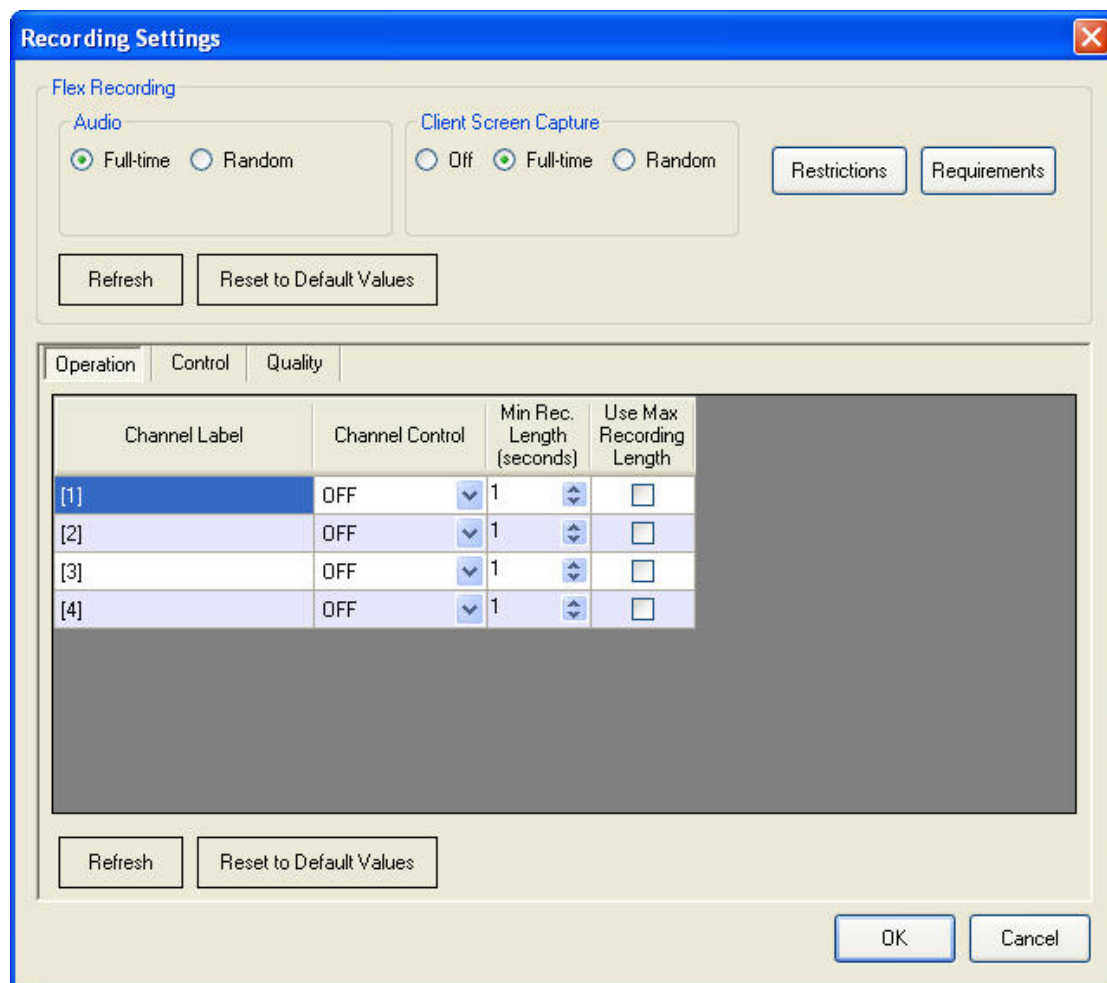 Recording Settings
Flex Recording
Audio
Client Screen Capture
Full-time Random
Off Full-time Random
Restrictions Requirements
Refresh Reset to Default Values
Operation Control Quality
Channel Label
Channel Control
Min Rec.
Length
(seconds)
Use Max
Recording
Length
[1] OFF 1
[2] OFF 1
[3] OFF 1
[4] OFF 1
Refresh Reset to Default Values
OK Cancel